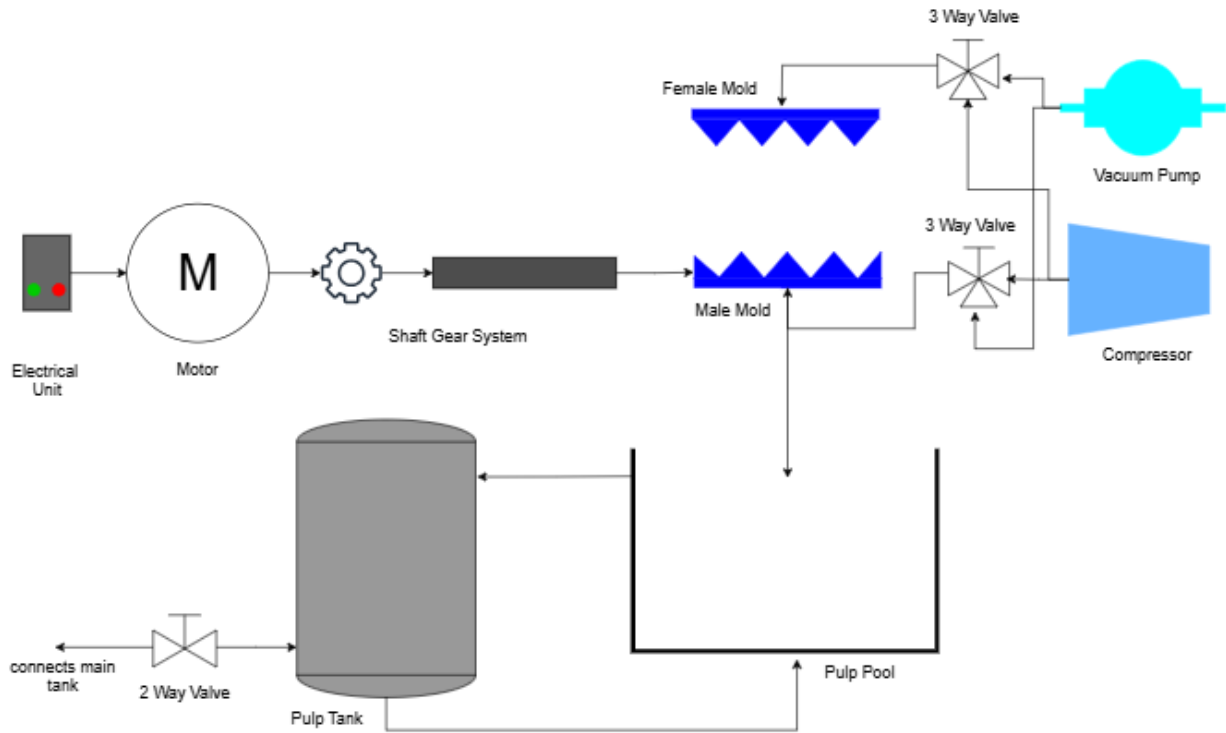 3 Way Valve
Female Mold
Vacuum Pump
3 Way Valve
M
Male Mold
Shaft Gear System
Compressor
Electrical
Unit
Motor
connects main
tank
2 Way Valve
Pulp Pool
Pulp Tank